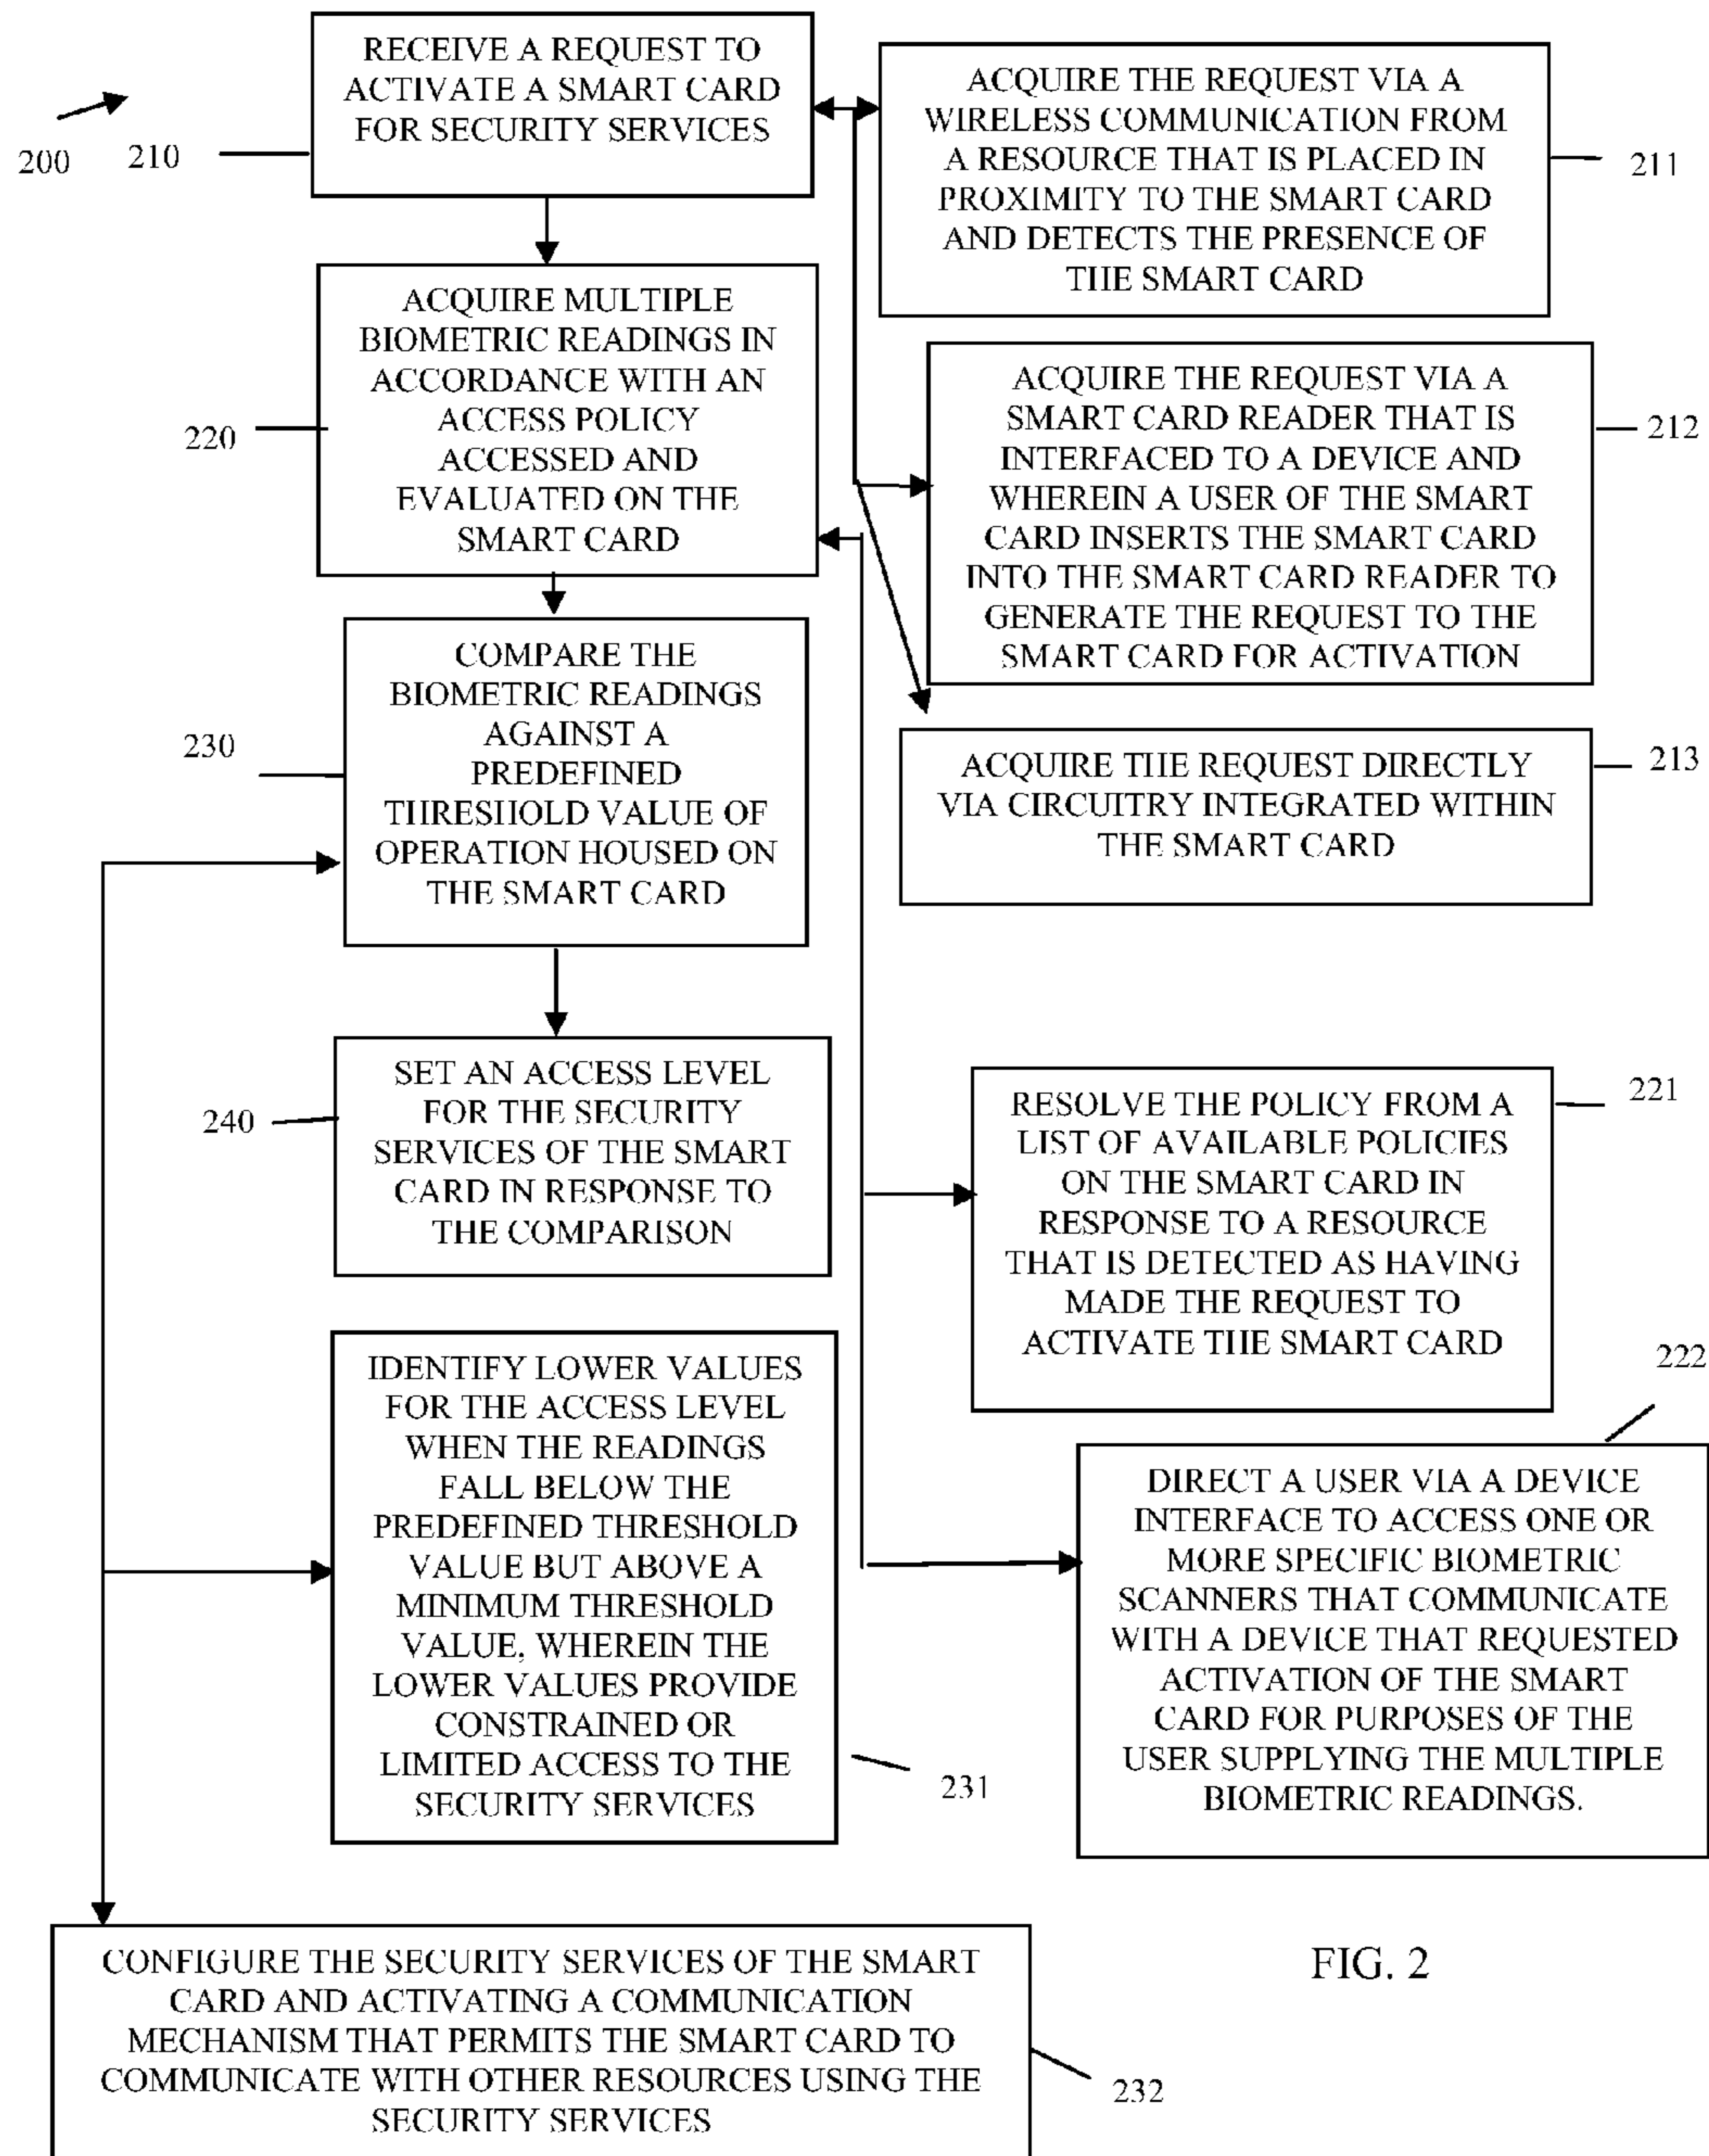 RECEIVE A REQUEST TO
ACTIVATE A SMART CARD
FOR SECURITY SERVICES
200
210
ACQUIRE THE REQUEST VIA A
WIRELESS COMMUNICATION FROM
A RESOURCE THAT IS PLACED IN
PROXIMITY TO THE SMART CARD
AND DETECTS THE PRESENCE OF
THE SMART CARD
211
ACQUIRE MULTIPLE
BIOMETRIC READINGS IN
ACCORDANCE WITH AN
ACCESS POLICY
ACCESSED AND
EVALUATED ON THE
SMART CARD
220
ACQUIRE THE REQUEST VIA A
SMART CARD READER THAT IS
INTERFACED TO A DEVICE AND
WHEREIN A USER OF THE SMART
CARD INSERTS THE SMART CARD
INTO THE SMART CARD READER TO
GENERATE THE REQUEST TO THE
SMART CARD FOR ACTIVATION
212
COMPARE THE
BIOMETRIC READINGS
AGAINST A
PREDEFINED
THRESHOLD VALUE OF
OPERATION HOUSED ON
THE SMART CARD
230
ACQUIRE THE REQUEST DIRECTLY
VIA CIRCUITRY INTEGRATED WITHIN
THE SMART CARD
213
SET AN ACCESS LEVEL
FOR THE SECURITY
SERVICES OF THE SMART
CARD IN RESPONSE TO
THE COMPARISON
240
RESOLVE THE POLICY FROM A
LIST OF AVAILABLE POLICIES
ON THE SMART CARD IN
RESPONSE TO A RESOURCE
THAT IS DETECTED AS HAVING
MADE THE REQUEST TO
ACTIVATE THE SMART CARD
221
IDENTIFY LOWER VALUES
FOR THE ACCESS LEVEL
WHEN THE READINGS
FALL BELOW THE
PREDEFINED THRESHOLD
VALUE BUT ABOVE A
MINIMUM THRESHOLD
VALUE, WHEREIN THE
LOWER VALUES PROVIDE
CONSTRAINED OR
LIMITED ACCESS TO THE
SECURITY SERVICES
231
222
DIRECT A USER VIA A DEVICE
INTERFACE TO ACCESS ONE OR
MORE SPECIFIC BIOMETRIC
SCANNERS THAT COMMUNICATE
WITH A DEVICE THAT REQUESTED
ACTIVATION OF THE SMART
CARD FOR PURPOSES OF THE
USER SUPPLYING THE MULTIPLE
BIOMETRIC READINGS.
CONFIGURE THE SECURITY SERVICES OF THE SMART
CARD AND ACTIVATING A COMMUNICATION
MECHANISM THAT PERMITS THE SMART CARD TO
COMMUNICATE WITH OTHER RESOURCES USING THE
SECURITY SERVICES
232
FIG. 2